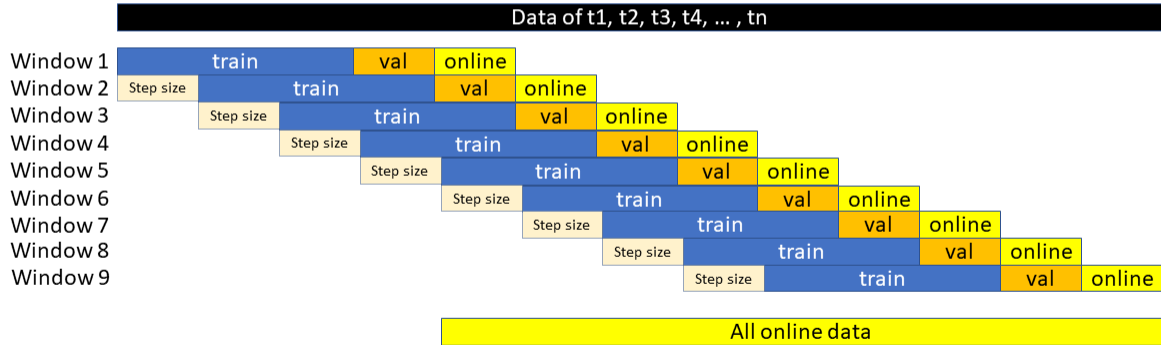 Data of t1, t2, t3, t4, ... , tn
Window 1 train val online
Window 2 Step size train val online
Window 3 Step size train val online
Window 4 Step size train val online
Window 5 Step size train val online
Window 6 Step size train val online
Window 7 Step size train val online
Window 8 Step size train val online
Window 9 Step size train val online
All online data